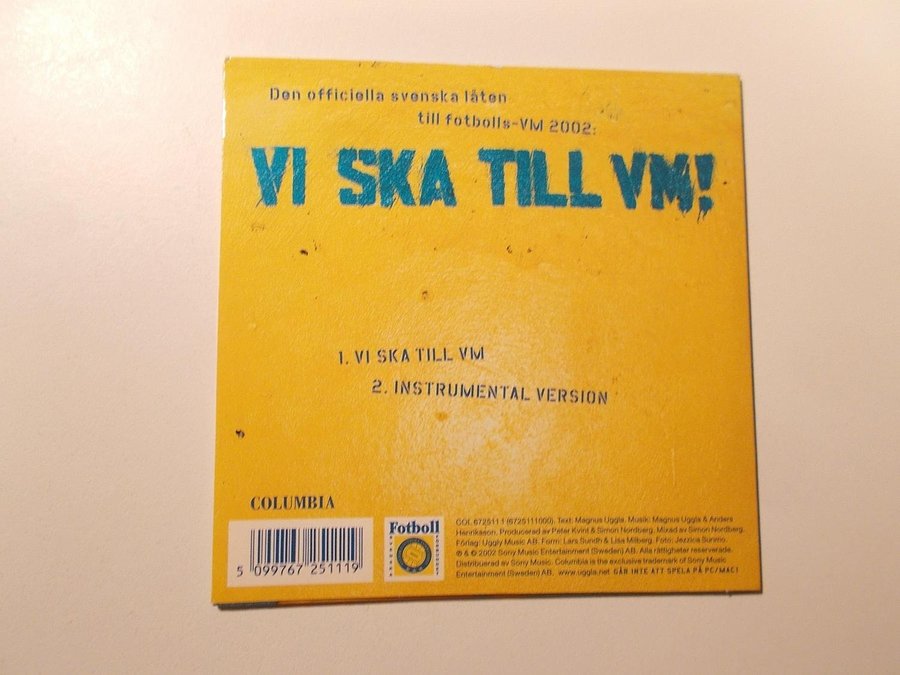 Den officiella svenska låten
till fotbolls-VM 2002:
VI SKA TILL VM!
1. VI SKA TILL VM
2. INSTRUMENTAL VERSION
COLUMBIA
5 099767 251119
Fotboll
COL 672511 1 (6725111000). Text: Magnus Uggla. Musik: Magnus Uggla & Anders
Henriksson. Producerad av Peter Kvint & Simon Nordberg. Mixad av Simon Nordberg.
Förlag: Uggly Music AB. Form: Lars Sundh & Lisa Milberg. Foto: Jezzica Sunmo.
℗ & © 2002 Sony Music Entertainment (Sweden) AB. Alla rättigheter reserverade.
Distribuerad av Sony Music. Columbia is the exclusive trademark of Sony Music
Entertainment (Sweden) AB. www.uggla.net GÅR INTE ATT SPELA PÅ PC/MAC!